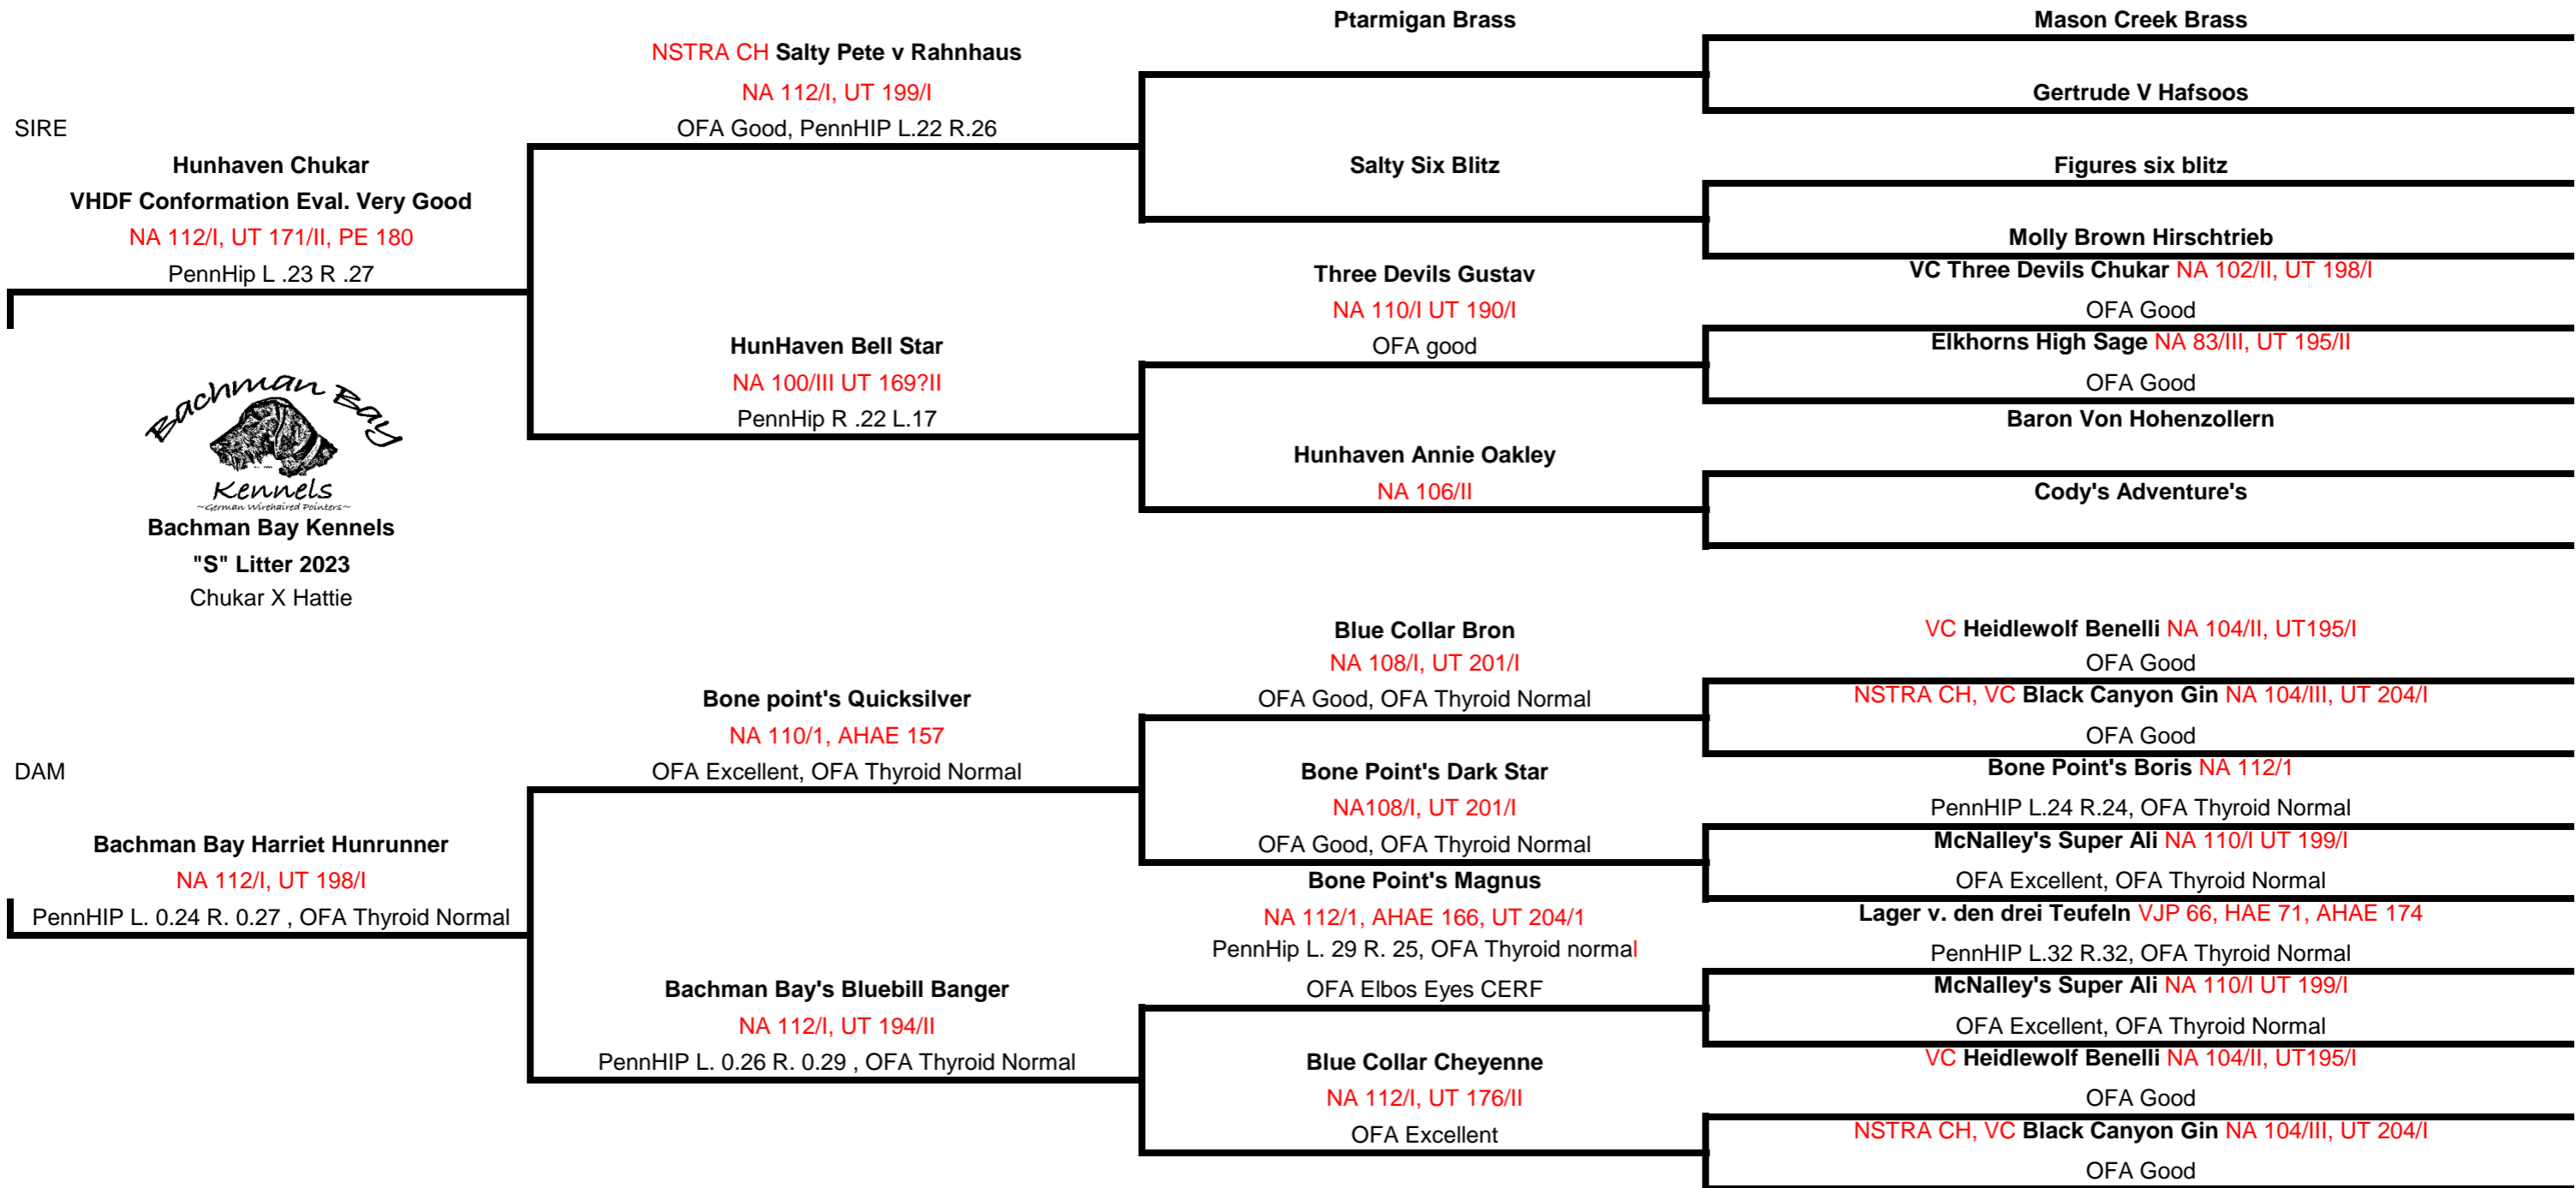 SIRE
Hunhaven Chukar
VHDF Conformation Eval. Very Good
NA 112/I, UT 171/II, PE 180
PennHip L .23 R .27
Bachman Bay
Kennels
~German Wirehaired Pointers~
Bachman Bay Kennels
"S" Litter 2023
Chukar X Hattie
NSTRA CH Salty Pete v Rahnhaus
NA 112/I, UT 199/I
OFA Good, PennHIP L.22 R.26
HunHaven Bell Star
NA 100/III UT 169?II
PennHip R .22 L.17
Ptarmigan Brass
Salty Six Blitz
Three Devils Gustav
NA 110/I UT 190/I
OFA good
Hunhaven Annie Oakley
NA 106/II
Mason Creek Brass
Gertrude V Hafsoos
Figures six blitz
Molly Brown Hirschtrieb
VC Three Devils Chukar NA 102/II, UT 198/I
OFA Good
Elkhorns High Sage NA 83/III, UT 195/II
OFA Good
Baron Von Hohenzollern
Cody's Adventure's
DAM
Bachman Bay Harriet Hunrunner
NA 112/I, UT 198/I
PennHIP L. 0.24 R. 0.27 , OFA Thyroid Normal
Bone point's Quicksilver
NA 110/1, AHAE 157
OFA Excellent, OFA Thyroid Normal
Bachman Bay's Bluebill Banger
NA 112/I, UT 194/II
PennHIP L. 0.26 R. 0.29 , OFA Thyroid Normal
Blue Collar Bron
NA 108/I, UT 201/I
OFA Good, OFA Thyroid Normal
Bone Point's Dark Star
NA108/I, UT 201/I
OFA Good, OFA Thyroid Normal
Bone Point's Magnus
NA 112/1, AHAE 166, UT 204/1
PennHip L. 29 R. 25, OFA Thyroid normal
OFA Elbos Eyes CERF
Blue Collar Cheyenne
NA 112/I, UT 176/II
OFA Excellent
VC Heidlewolf Benelli NA 104/II, UT195/I
OFA Good
NSTRA CH, VC Black Canyon Gin NA 104/III, UT 204/I
OFA Good
Bone Point's Boris NA 112/1
PennHIP L.24 R.24, OFA Thyroid Normal
McNalley's Super Ali NA 110/I UT 199/I
OFA Excellent, OFA Thyroid Normal
Lager v. den drei Teufeln VJP 66, HAE 71, AHAE 174
PennHIP L.32 R.32, OFA Thyroid Normal
McNalley's Super Ali NA 110/I UT 199/I
OFA Excellent, OFA Thyroid Normal
VC Heidlewolf Benelli NA 104/II, UT195/I
OFA Good
NSTRA CH, VC Black Canyon Gin NA 104/III, UT 204/I
OFA Good